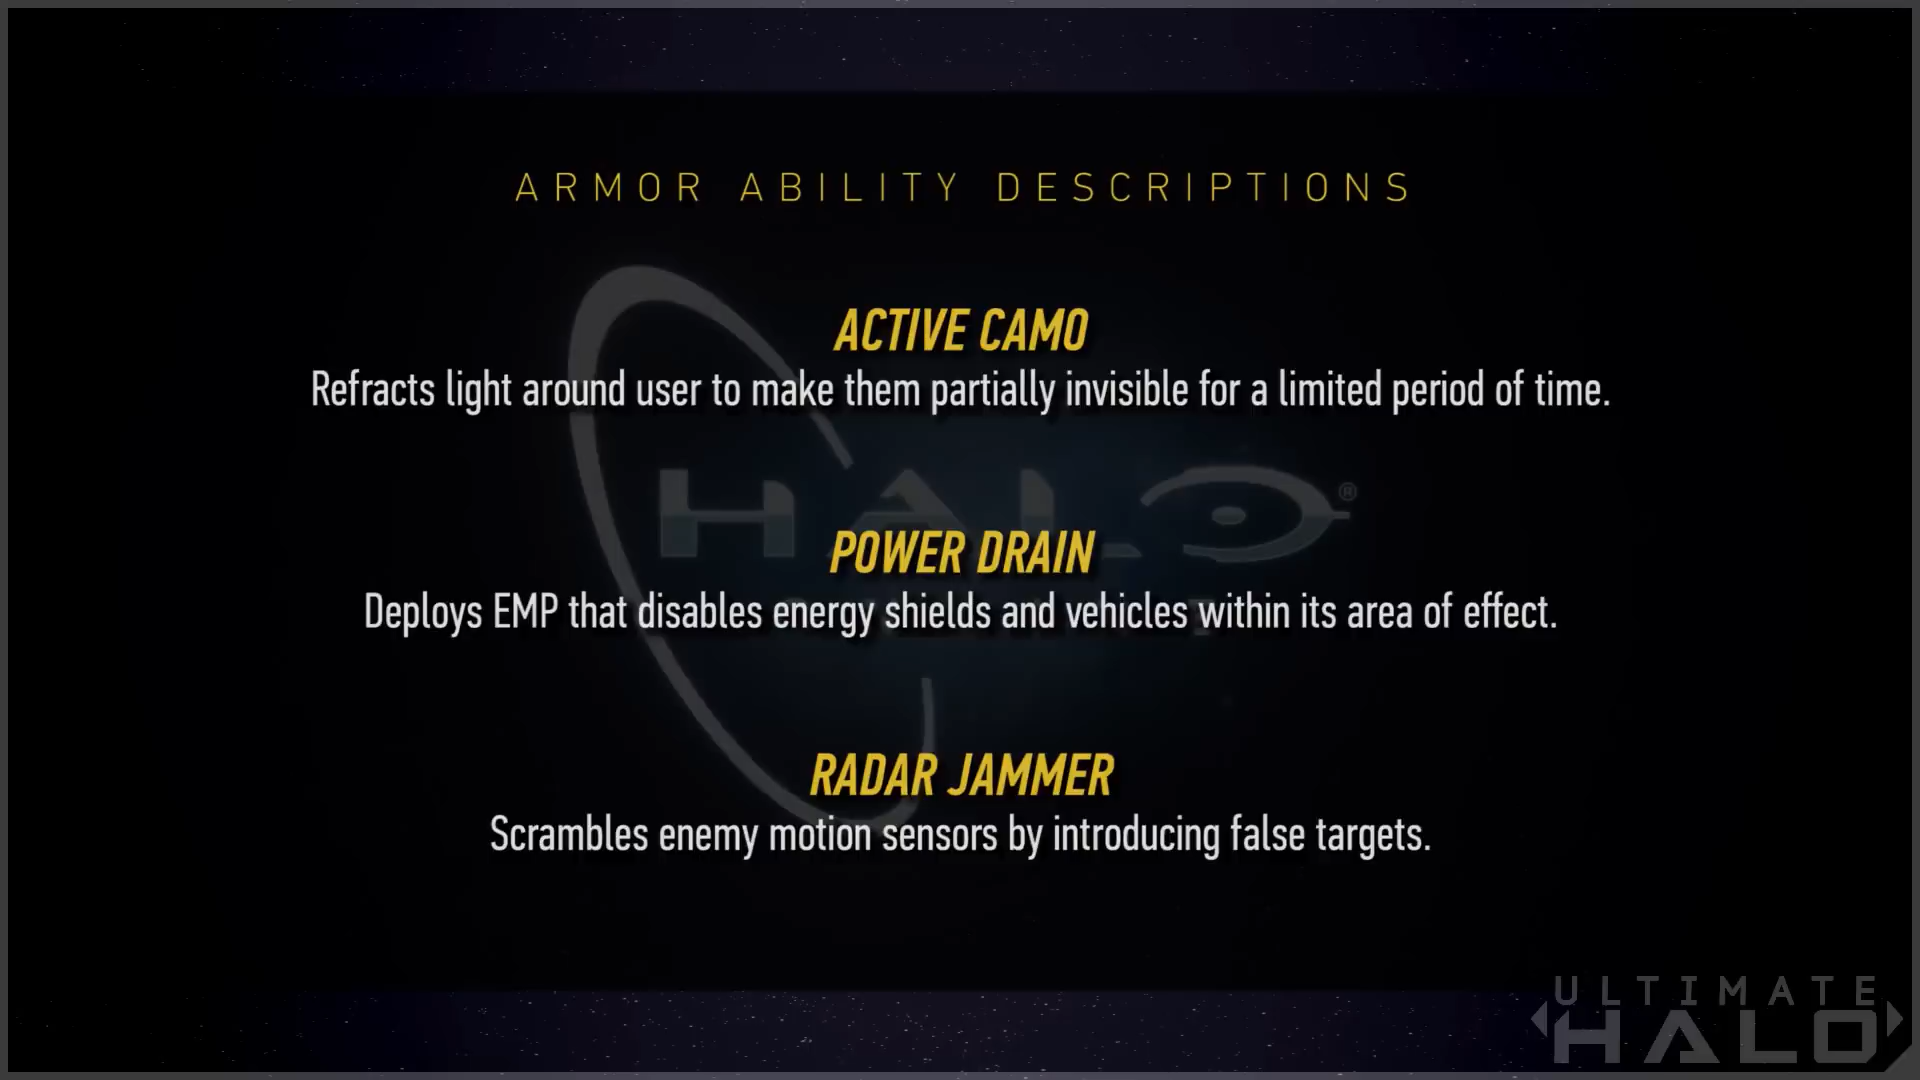 ARMOR ABILITY DESCRIPTIONS
ACTIVE CAMO
Refracts light around user to make them partially invisible for a limited period of time.
HALO®
POWER DRAIN
Deploys EMP that disables energy shields and vehicles within its area of effect.
RADAR JAMMER
Scrambles enemy motion sensors by introducing false targets.
ULTIMATE
HALO